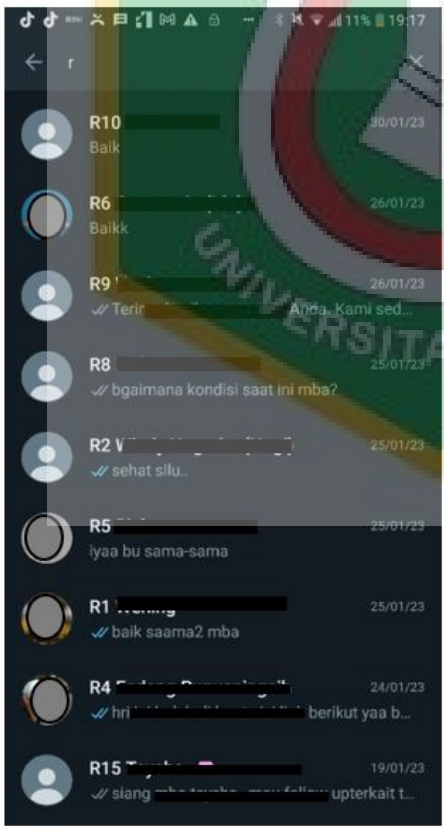 11% 19:17
r
R10 30/01/23
Baik
R6 26/01/23
Baikk
R9 26/01/23
Anda. Kami sed...
UNIVERSITA
R8 25/01/23
bgaimana kondisi saat ini mba?
R2 25/01/23
sehat sllu..
R5 25/01/23
iyaa bu sama-sama
R1 25/01/23
baik saama2 mba
R4 24/01/23
berikut yaa b...
R15 19/01/23
siang upterkait t...